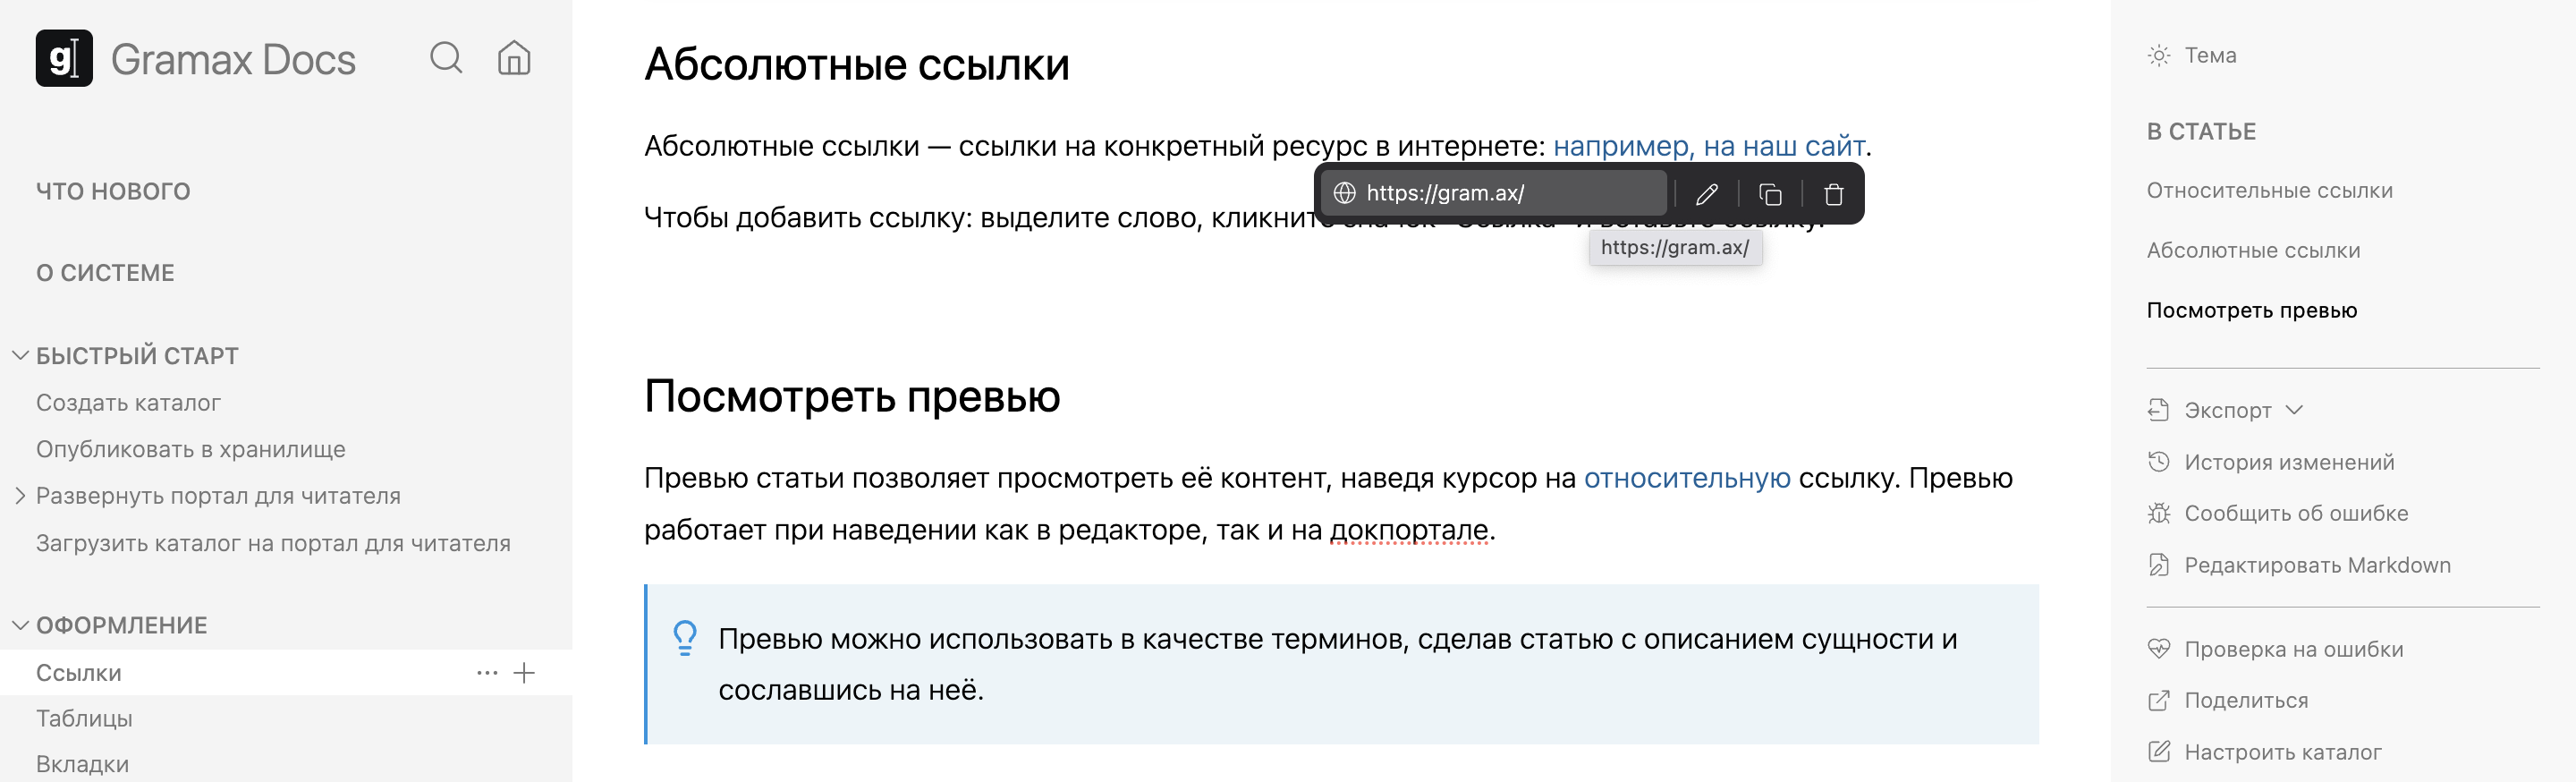 Gramax Docs
ЧТО НОВОГО
О СИСТЕМЕ
БЫСТРЫЙ СТАРТ
Создать каталог
Опубликовать в хранилище
Развернуть портал для читателя
Загрузить каталог на портал для читателя
ОФОРМЛЕНИЕ
Ссылки
Таблицы
Вкладки
Абсолютные ссылки
Абсолютные ссылки — ссылки на конкретный ресурс в интернете: например, на наш сайт.
https://gram.ax/
Чтобы добавить ссылку: выделите слово, кликните
https://gram.ax/
Посмотреть превью
Превью статьи позволяет просмотреть её контент, наведя курсор на относительную ссылку. Превью
работает при наведении как в редакторе, так и на докпортале.
Превью можно использовать в качестве терминов, сделав статью с описанием сущности и
сославшись на неё.
Тема
В СТАТЬЕ
Относительные ссылки
Абсолютные ссылки
Посмотреть превью
Экспорт
История изменений
Сообщить об ошибке
Редактировать Markdown
Проверка на ошибки
Поделиться
Настроить каталог